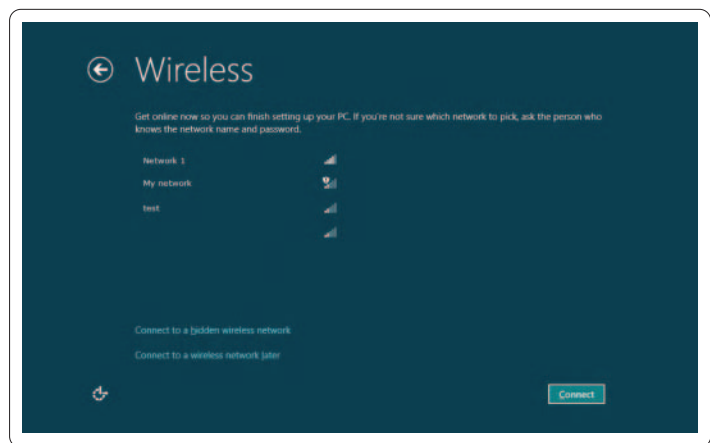 Wireless
Get online now so you can finish setting up your PC. If you're not sure which network to pick, ask the person who
knows the network name and password.
Network 1
My network
test
Connect to a hidden wireless network
Connect to a wireless network later
Connect